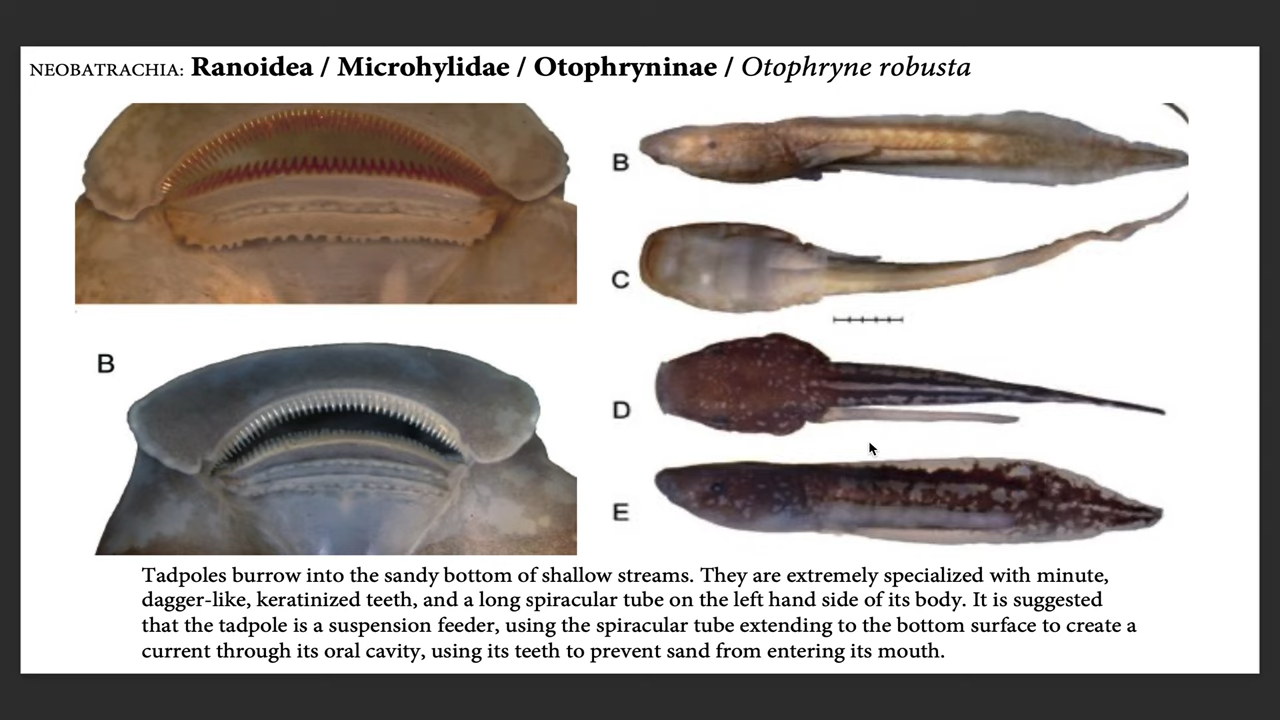 NEOBATRACHIA: Ranoidea / Microhylidae / Otophryninae / Otophryne robusta
B
C
B
D
E
Tadpoles burrow into the sandy bottom of shallow streams. They are extremely specialized with minute,
dagger-like, keratinized teeth, and a long spiracular tube on the left hand side of its body. It is suggested
that the tadpole is a suspension feeder, using the spiracular tube extending to the bottom surface to create a
current through its oral cavity, using its teeth to prevent sand from entering its mouth.